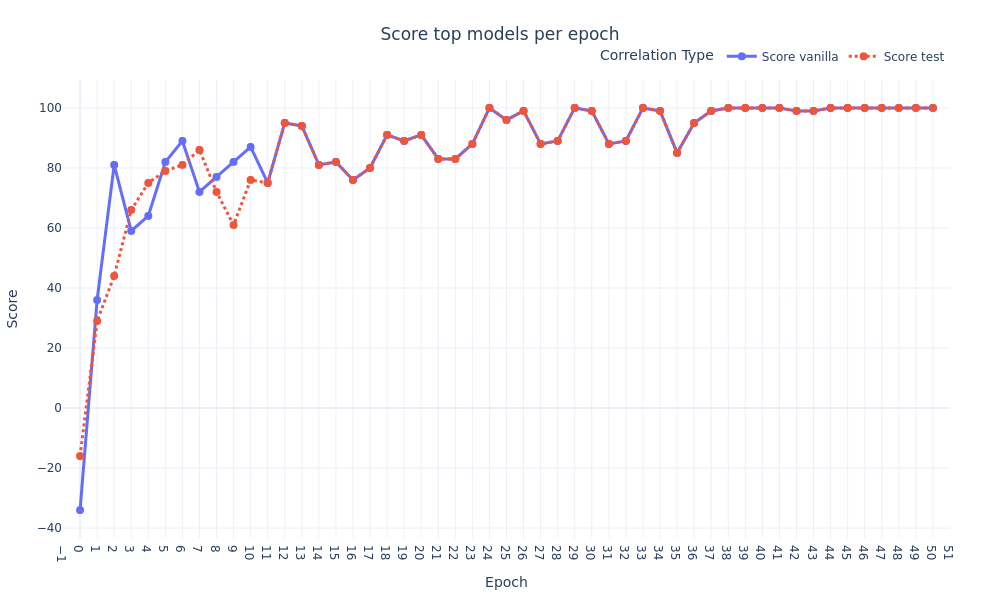 Score top models per epoch
Correlation Type
Score vanilla
Score test
Score
100
80
60
40
20
0
−20
−40
−1 0 1 2 3 4 5 6 7 8 9 10 11 12 13 14 15 16 17 18 19 20 21 22 23 24 25 26 27 28 29 30 31 32 33 34 35 36 37 38 39 40 41 42 43 44 45 46 47 48 49 50 51
Epoch